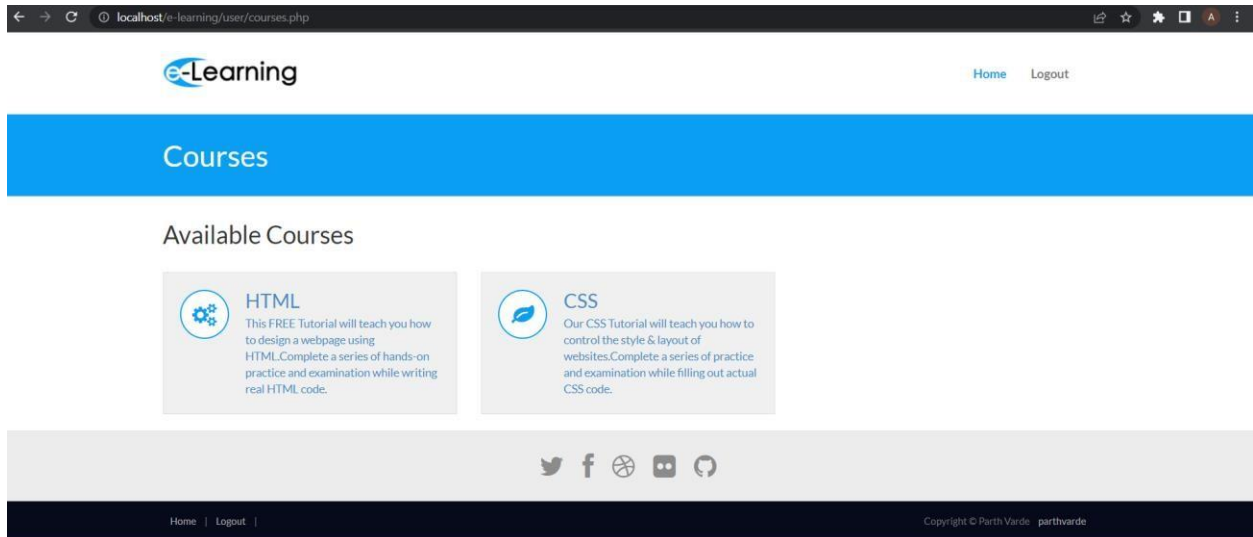 localhost/e-learning/user/courses.php
A
e-Learning
Home Logout
Courses
Available Courses
HTML
This FREE Tutorial will teach you how
to design a webpage using
HTML.Complete a series of hands-on
practice and examination while writing
real HTML code.
CSS
Our CSS Tutorial will teach you how to
control the style & layout of
websites.Complete a series of practice
and examination while filling out actual
CSS code.
Home | Logout |
Copyright © Parth Varde parthvarde